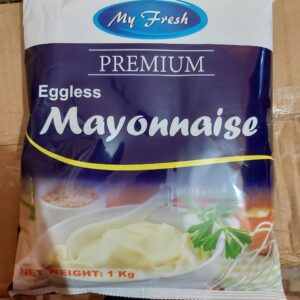 My Fresh
PREMIUM
Eggless
Mayonnaise
NET WEIGHT: 1 Kg